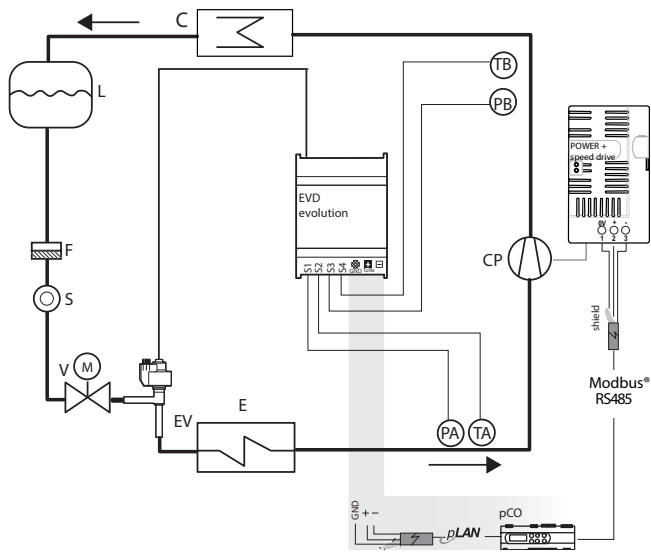 C
TB
L
PB
POWER +
speed drive
EVD
evolution
0V + -
1 2 3
S1 S2 S3 S4 GND
F
CP
S
shield
V M
Modbus®
RS485
EV
E
PA TA
GND + -
pLAN
pCO